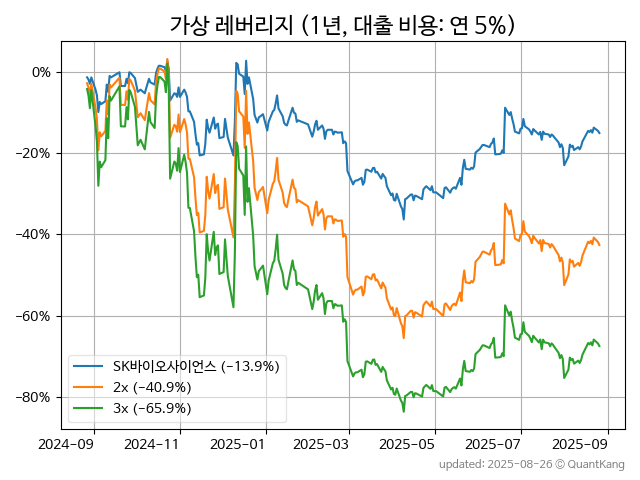 가상 레버리지 (1년, 대출 비용: 연 5%)
0%
−20%
−40%
−60%
−80%
SK바이오사이언스 (−13.9%)
2x (−40.9%)
3x (−65.9%)
2024-09 2024-11 2025-01 2025-03 2025-05 2025-07 2025-09
updated: 2025-08-26 © QuantKang